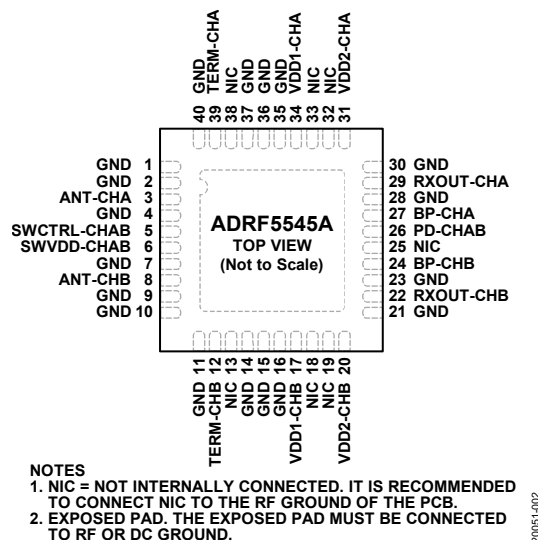 40 GND
39 TERM-CHA
38 NIC
37 GND
36 GND
35 GND
34 VDD1-CHA
33 NIC
32 NIC
31 VDD2-CHA
GND 1
GND 2
ANT-CHA 3
GND 4
SWCTRL-CHAB 5
SWVDD-CHAB 6
GND 7
ANT-CHB 8
GND 9
GND 10
ADRF5545A
TOP VIEW
(Not to Scale)
30 GND
29 RXOUT-CHA
28 GND
27 BP-CHA
26 PD-CHAB
25 NIC
24 BP-CHB
23 GND
22 RXOUT-CHB
21 GND
GND 11
TERM-CHB 12
NIC 13
GND 14
GND 15
GND 16
VDD1-CHB 17
NIC 18
NIC 19
VDD2-CHB 20
NOTES
1. NIC = NOT INTERNALLY CONNECTED. IT IS RECOMMENDED
TO CONNECT NIC TO THE RF GROUND OF THE PCB.
2. EXPOSED PAD. THE EXPOSED PAD MUST BE CONNECTED
TO RF OR DC GROUND.
20051-002